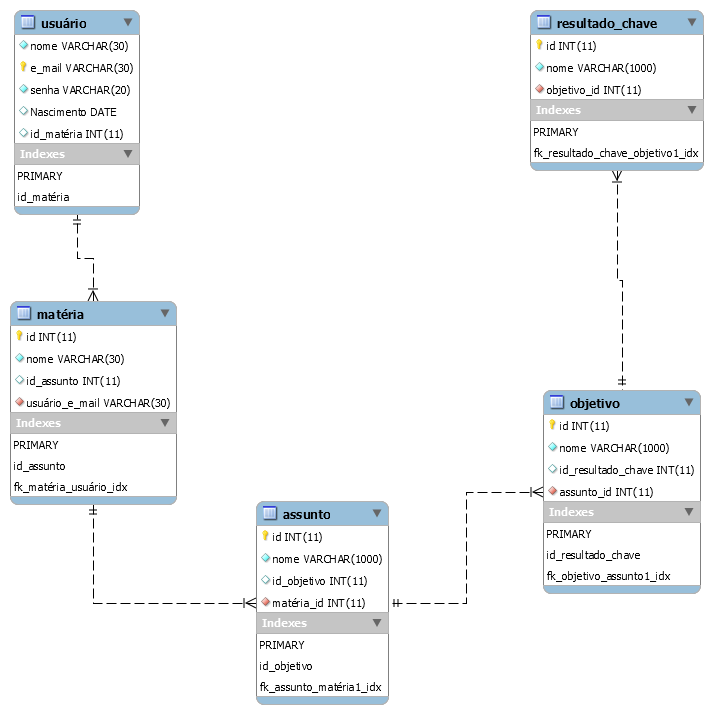 usuário
nome VARCHAR(30)
e_mail VARCHAR(30)
senha VARCHAR(20)
Nascimento DATE
id_matéria INT(11)
Indexes
PRIMARY
id_matéria
resultado_chave
id INT(11)
nome VARCHAR(1000)
objetivo_id INT(11)
Indexes
PRIMARY
fk_resultado_chave_objetivo1_idx
matéria
id INT(11)
nome VARCHAR(30)
id_assunto INT(11)
usuário_e_mail VARCHAR(30)
Indexes
PRIMARY
id_assunto
fk_matéria_usuário_idx
assunto
id INT(11)
nome VARCHAR(1000)
id_objetivo INT(11)
matéria_id INT(11)
Indexes
PRIMARY
id_objetivo
fk_assunto_matéria1_idx
objetivo
id INT(11)
nome VARCHAR(1000)
id_resultado_chave INT(11)
assunto_id INT(11)
Indexes
PRIMARY
id_resultado_chave
fk_objetivo_assunto1_idx